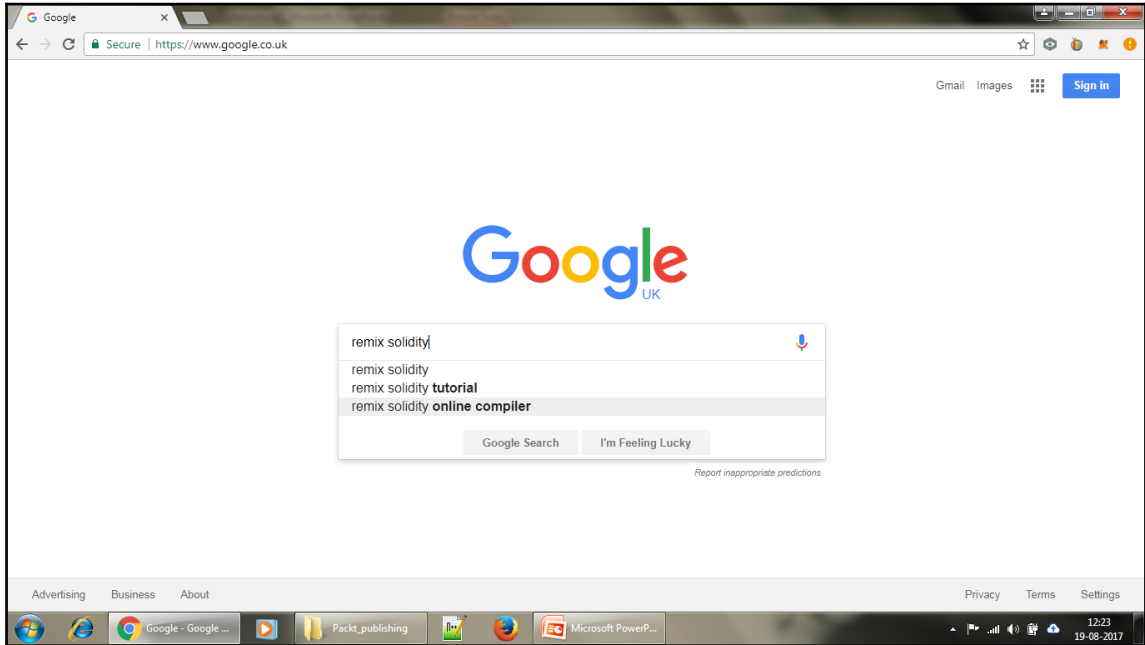 Google
Secure | https://www.google.co.uk
Gmail Images Sign in
Google
UK
remix solidity
remix solidity
remix solidity tutorial
remix solidity online compiler
Google Search I'm Feeling Lucky
Report inappropriate predictions
Advertising Business About Privacy Terms Settings
Google - Google ... Packt_publishing Microsoft PowerP...
12:23
19-08-2017